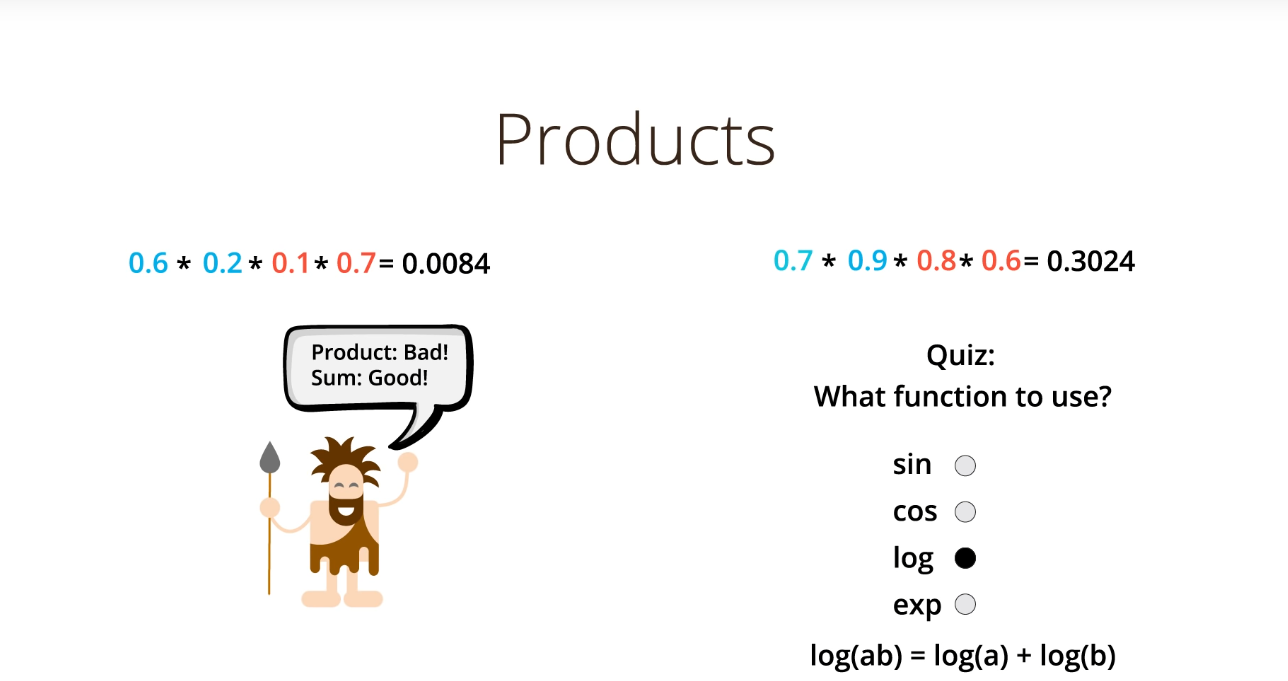 Products
0.6 * 0.2 * 0.1 * 0.7 = 0.0084
0.7 * 0.9 * 0.8 * 0.6 = 0.3024
Product: Bad!
Sum: Good!
Quiz:
What function to use?
sin
cos
log
exp
log(ab) = log(a) + log(b)